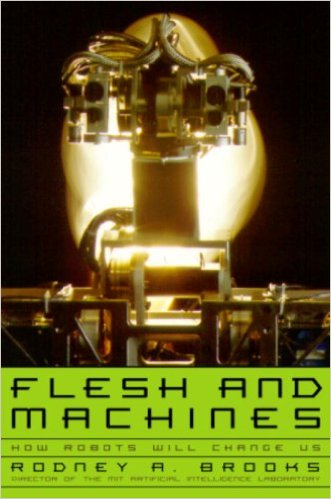 FLESH AND
MACHINES
HOW ROBOTS WILL CHANGE US
RODNEY A. BROOKS
DIRECTOR OF THE MIT ARTIFICIAL INTELLIGENCE LABORATORY